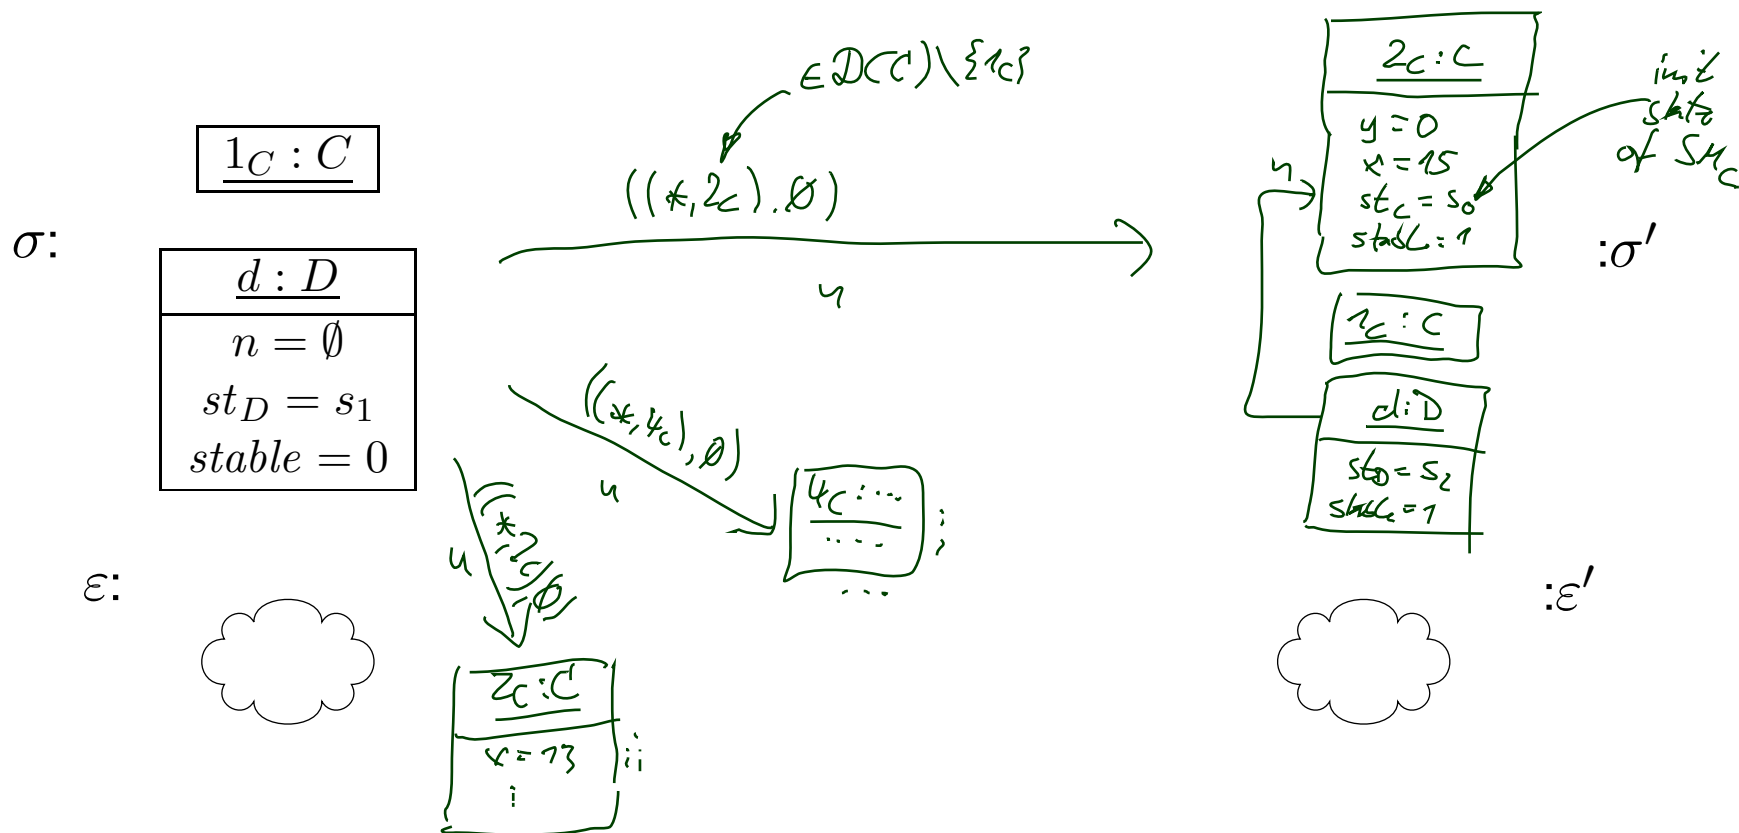 σ:
1_C : C
d : D
n = ∅
st_D = s_1
stable = 0
ε:
∈ D(C) \ {1_C}
((*, 2_C), ∅)
u
((*, 4_C), ∅)
u
4_C : ...
....
...
((*, 2_C), ∅)
u
2_C : C
x = 13
⋮
2_C : C
y = 0
x = 15
st_C = s_0
stable = 1
init
state
of SM_C
n
:σ′
1_C : C
d : D
st_D = s_2
stable = 1
:ε′